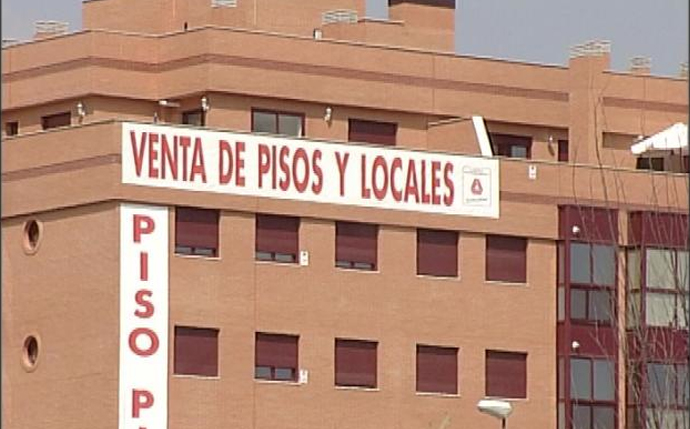 VENTA DE PISOS Y LOCALES
PISO